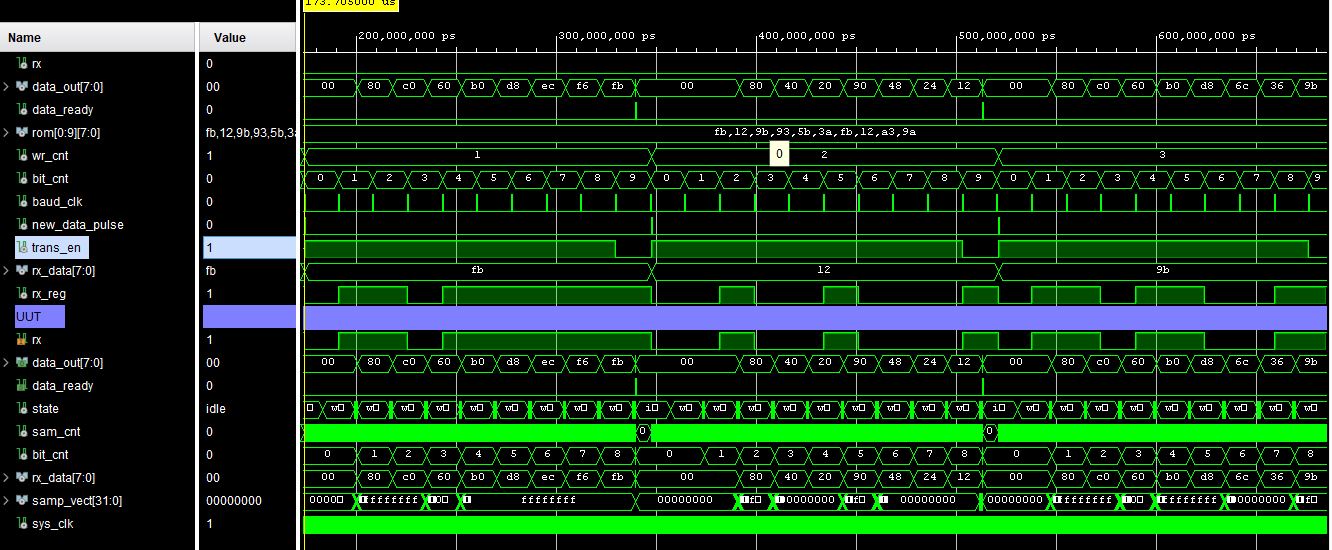 173.705000 us
Name Value
200,000,000 ps 300,000,000 ps 400,000,000 ps 500,000,000 ps 600,000,000 ps
rx 0
data_out[7:0] 00 00 80 c0 60 b0 d8 ec f6 fb 00 80 40 20 90 48 24 12 00 80 c0 60 b0 d8 6c 36 9b
data_ready 0
rom[0:9][7:0] fb,12,9b,93,5b,3a fb,12,9b,93,5b,3a,fb,12,a3,9a
wr_cnt 1 1 0 2 3
bit_cnt 0 0 1 2 3 4 5 6 7 8 9 0 1 2 3 4 5 6 7 8 9 0 1 2 3 4 5 6 7 8 9
baud_clk 0
new_data_pulse 0
trans_en 1
rx_data[7:0] fb fb 12 9b
rx_reg 1
UUT
rx 1
data_out[7:0] 00 00 80 c0 60 b0 d8 ec f6 fb 00 80 40 20 90 48 24 12 00 80 c0 60 b0 d8 6c 36 9b
data_ready 0
state idle
sam_cnt 0 0 0
bit_cnt 0 0 1 2 3 4 5 6 7 8 0 1 2 3 4 5 6 7 8 0 1 2 3 4 5 6 7 8
rx_data[7:0] 00 00 80 c0 60 b0 d8 ec f6 fb 00 80 40 20 90 48 24 12 00 80 c0 60 b0 d8 6c 36 9b
samp_vect[31:0] 00000000 ffffffff 00000000 00000000 00000000
sys_clk 1